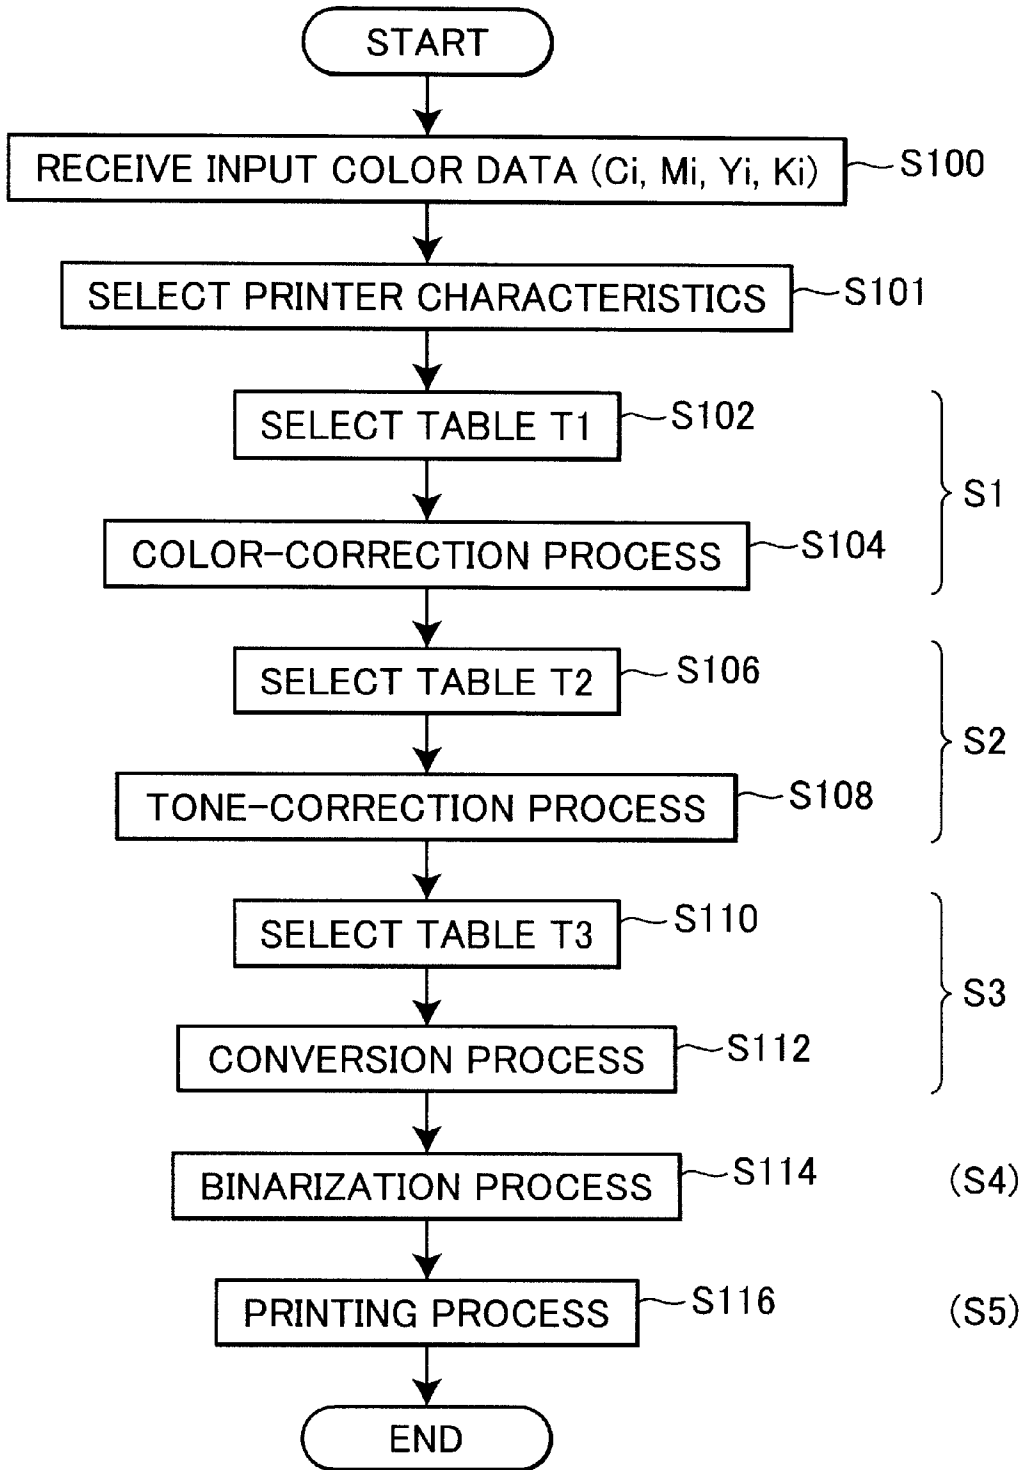 START
RECEIVE INPUT COLOR DATA (Ci, Mi, Yi, Ki)
S100
SELECT PRINTER CHARACTERISTICS
S101
SELECT TABLE T1
S102
S1
COLOR-CORRECTION PROCESS
S104
SELECT TABLE T2
S106
S2
TONE-CORRECTION PROCESS
S108
SELECT TABLE T3
S110
S3
CONVERSION PROCESS
S112
BINARIZATION PROCESS
S114
(S4)
PRINTING PROCESS
S116
(S5)
END